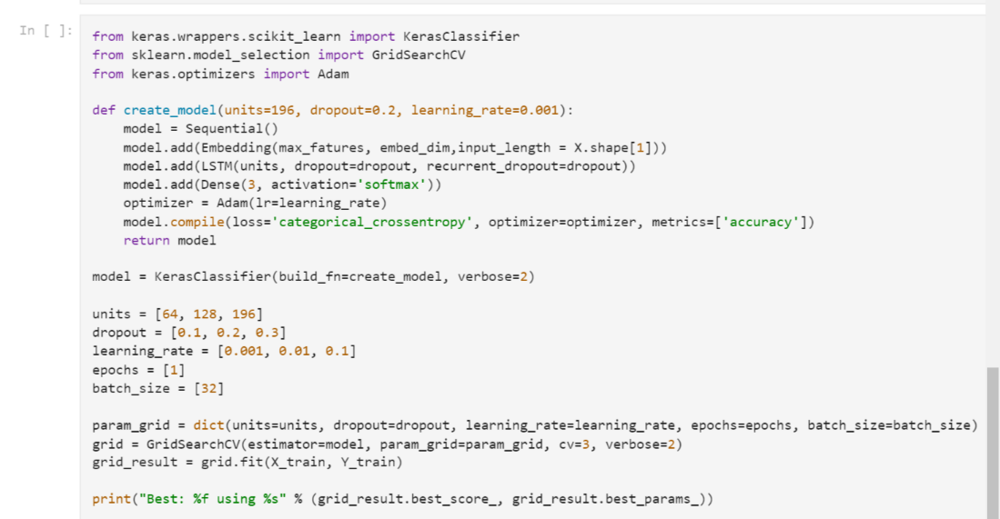 In [ ]:
from keras.wrappers.scikit_learn import KerasClassifier
from sklearn.model_selection import GridSearchCV
from keras.optimizers import Adam
def create_model(units=196, dropout=0.2, learning_rate=0.001):
    model = Sequential()
    model.add(Embedding(max_fatures, embed_dim,input_length = X.shape[1]))
    model.add(LSTM(units, dropout=dropout, recurrent_dropout=dropout))
    model.add(Dense(3, activation='softmax'))
    optimizer = Adam(lr=learning_rate)
    model.compile(loss='categorical_crossentropy', optimizer=optimizer, metrics=['accuracy'])
    return model
model = KerasClassifier(build_fn=create_model, verbose=2)
units = [64, 128, 196]
dropout = [0.1, 0.2, 0.3]
learning_rate = [0.001, 0.01, 0.1]
epochs = [1]
batch_size = [32]
param_grid = dict(units=units, dropout=dropout, learning_rate=learning_rate, epochs=epochs, batch_size=batch_size)
grid = GridSearchCV(estimator=model, param_grid=param_grid, cv=3, verbose=2)
grid_result = grid.fit(X_train, Y_train)
print("Best: %f using %s" % (grid_result.best_score_, grid_result.best_params_))